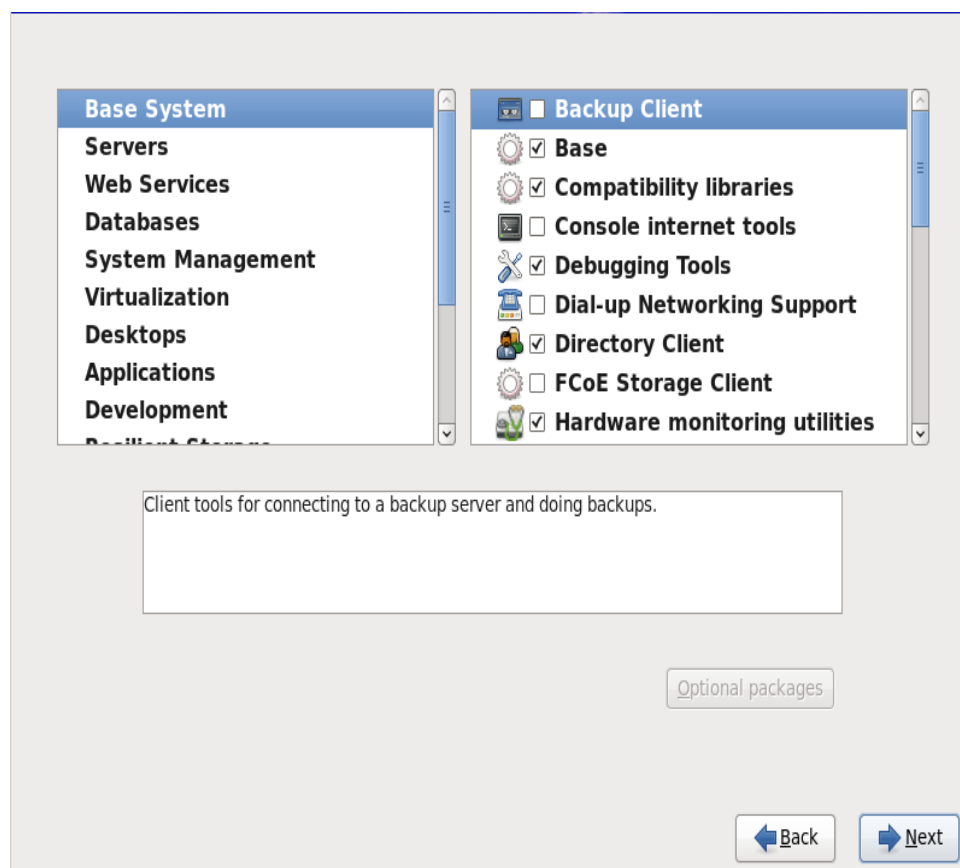 Base System
Servers
Web Services
Databases
System Management
Virtualization
Desktops
Applications
Development
Resilient Storage
Backup Client
Base
Compatibility libraries
Console internet tools
Debugging Tools
Dial-up Networking Support
Directory Client
FCoE Storage Client
Hardware monitoring utilities
Client tools for connecting to a backup server and doing backups.
Optional packages
Back
Next